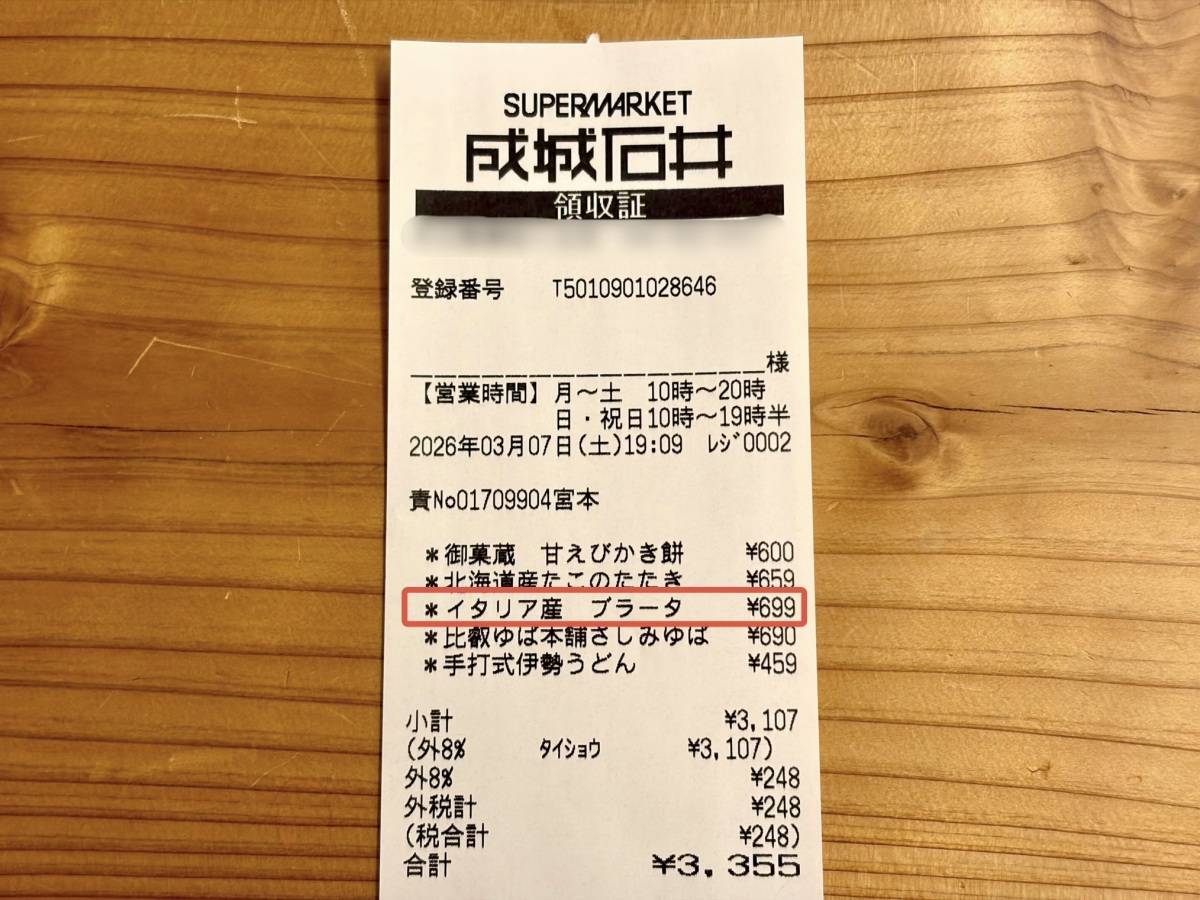 SUPERMARKET
成城石井
領収証
登録番号 T5010901028646
様
【営業時間】月～土 10時～20時
日・祝日10時～19時半
2026年03月07日(土)19:09 ﾚｼﾞ0002
責No01709904宮本
*御菓蔵 甘えびかき餅 ¥600
*北海道産たこのたたき ¥659
*イタリア産 ブラータ ¥699
*比叡ゆば本舗さしみゆば ¥690
*手打式伊勢うどん ¥459
小計 ¥3,107
(外8% ﾀｲｼｮｳ ¥3,107)
外8% ¥248
外税計 ¥248
(税合計 ¥248)
合計 ¥3,355